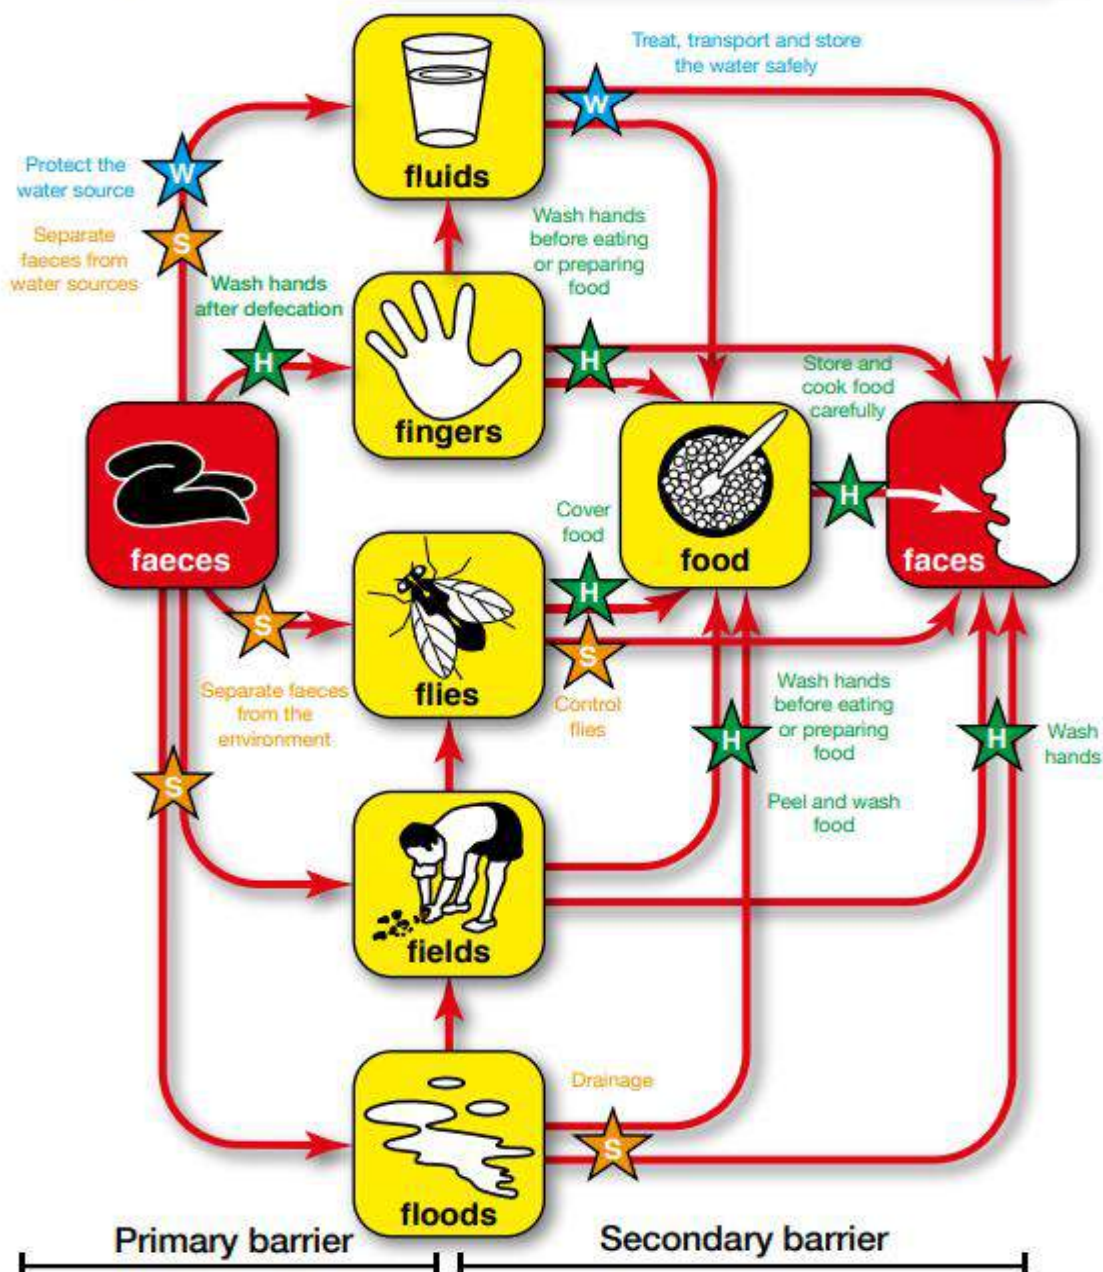 Treat, transport and store
the water safely
W
fluids
Protect the
water source
W
Separate
faeces from
water sources
S
Wash hands
before eating
or preparing
food
Wash hands
after defecation
H
H
fingers
Store and
cook food
carefully
faeces
food
H
faces
Cover
food
H
S
S
flies
Separate faeces
from the
environment
Control
flies
Wash hands
before eating
or preparing
food
H
H
Wash
hands
S
Peel and wash
food
fields
Drainage
S
floods
Primary barrier
Secondary barrier